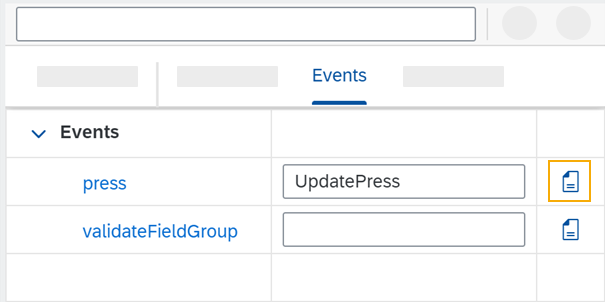 Events
Events
press UpdatePress
validateFieldGroup